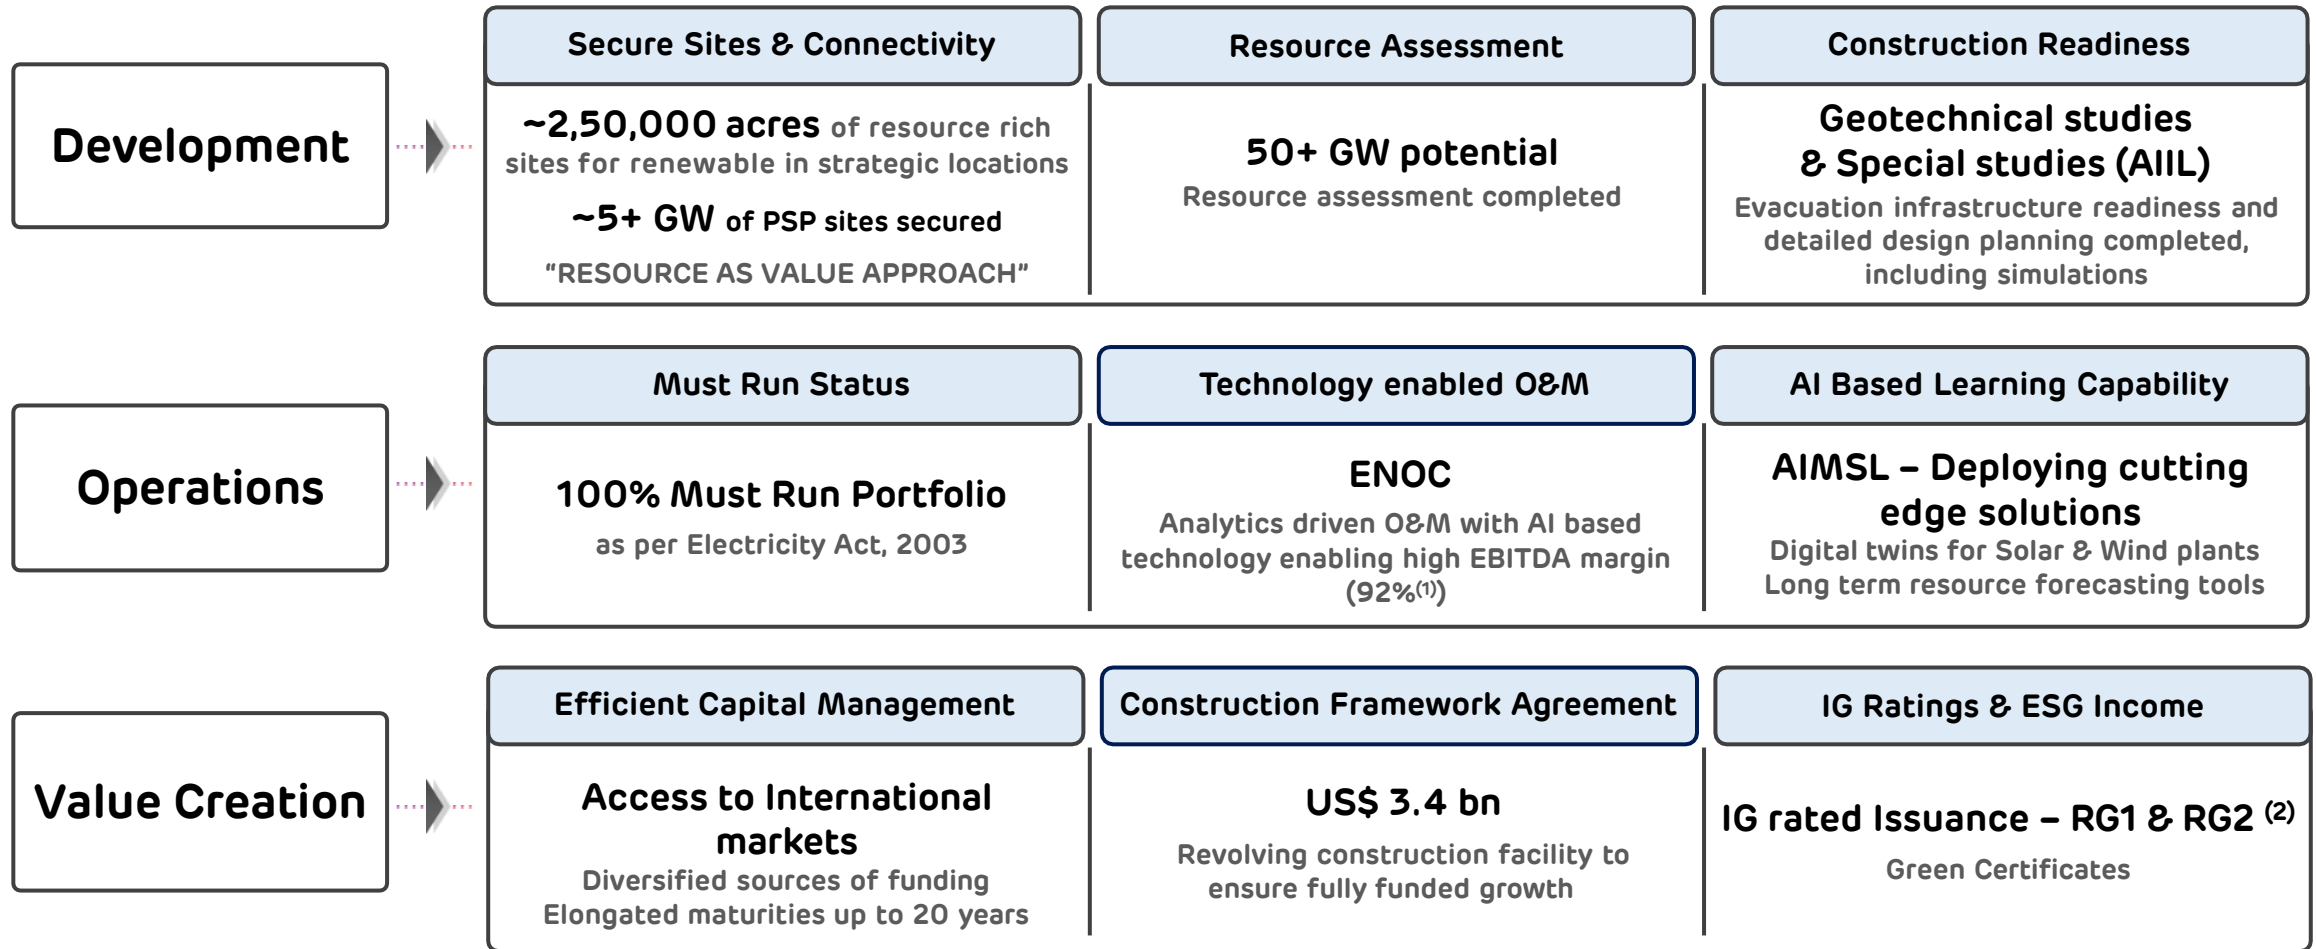 Development
Secure Sites & Connectivity
~2,50,000 acres of resource rich
sites for renewable in strategic locations
~5+ GW of PSP sites secured
“RESOURCE AS VALUE APPROACH”
Resource Assessment
50+ GW potential
Resource assessment completed
Construction Readiness
Geotechnical studies
& Special studies (AIIL)
Evacuation infrastructure readiness and
detailed design planning completed,
including simulations
Operations
Must Run Status
100% Must Run Portfolio
as per Electricity Act, 2003
Technology enabled O&M
ENOC
Analytics driven O&M with AI based
technology enabling high EBITDA margin
(92%(1))
AI Based Learning Capability
AIMSL – Deploying cutting
edge solutions
Digital twins for Solar & Wind plants
Long term resource forecasting tools
Value Creation
Efficient Capital Management
Access to International
markets
Diversified sources of funding
Elongated maturities up to 20 years
Construction Framework Agreement
US$ 3.4 bn
Revolving construction facility to
ensure fully funded growth
IG Ratings & ESG Income
IG rated Issuance – RG1 & RG2 (2)
Green Certificates